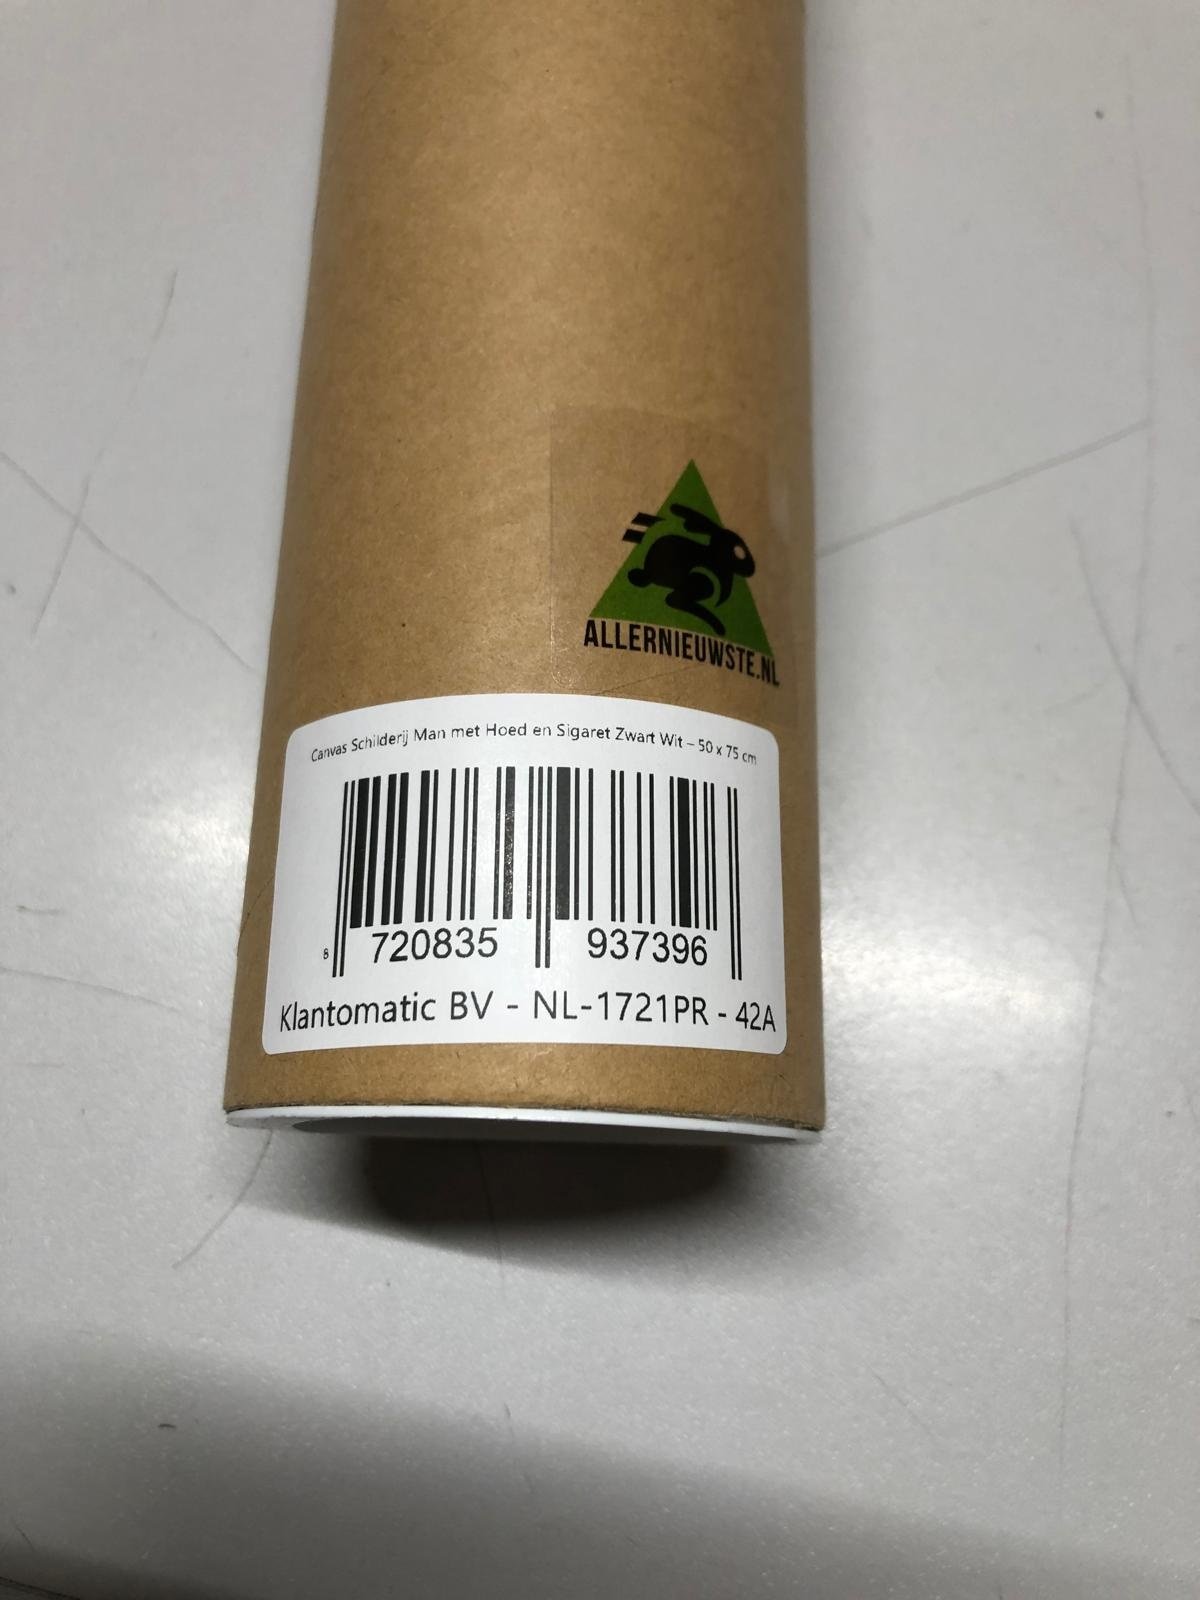 ALLERNIEUWSTE.NL
Canvas Schilderij Man met Hoed en Sigaret Zwart Wit – 50 x 75 cm
8 720835 937396
Klantomatic BV - NL-1721PR - 42A